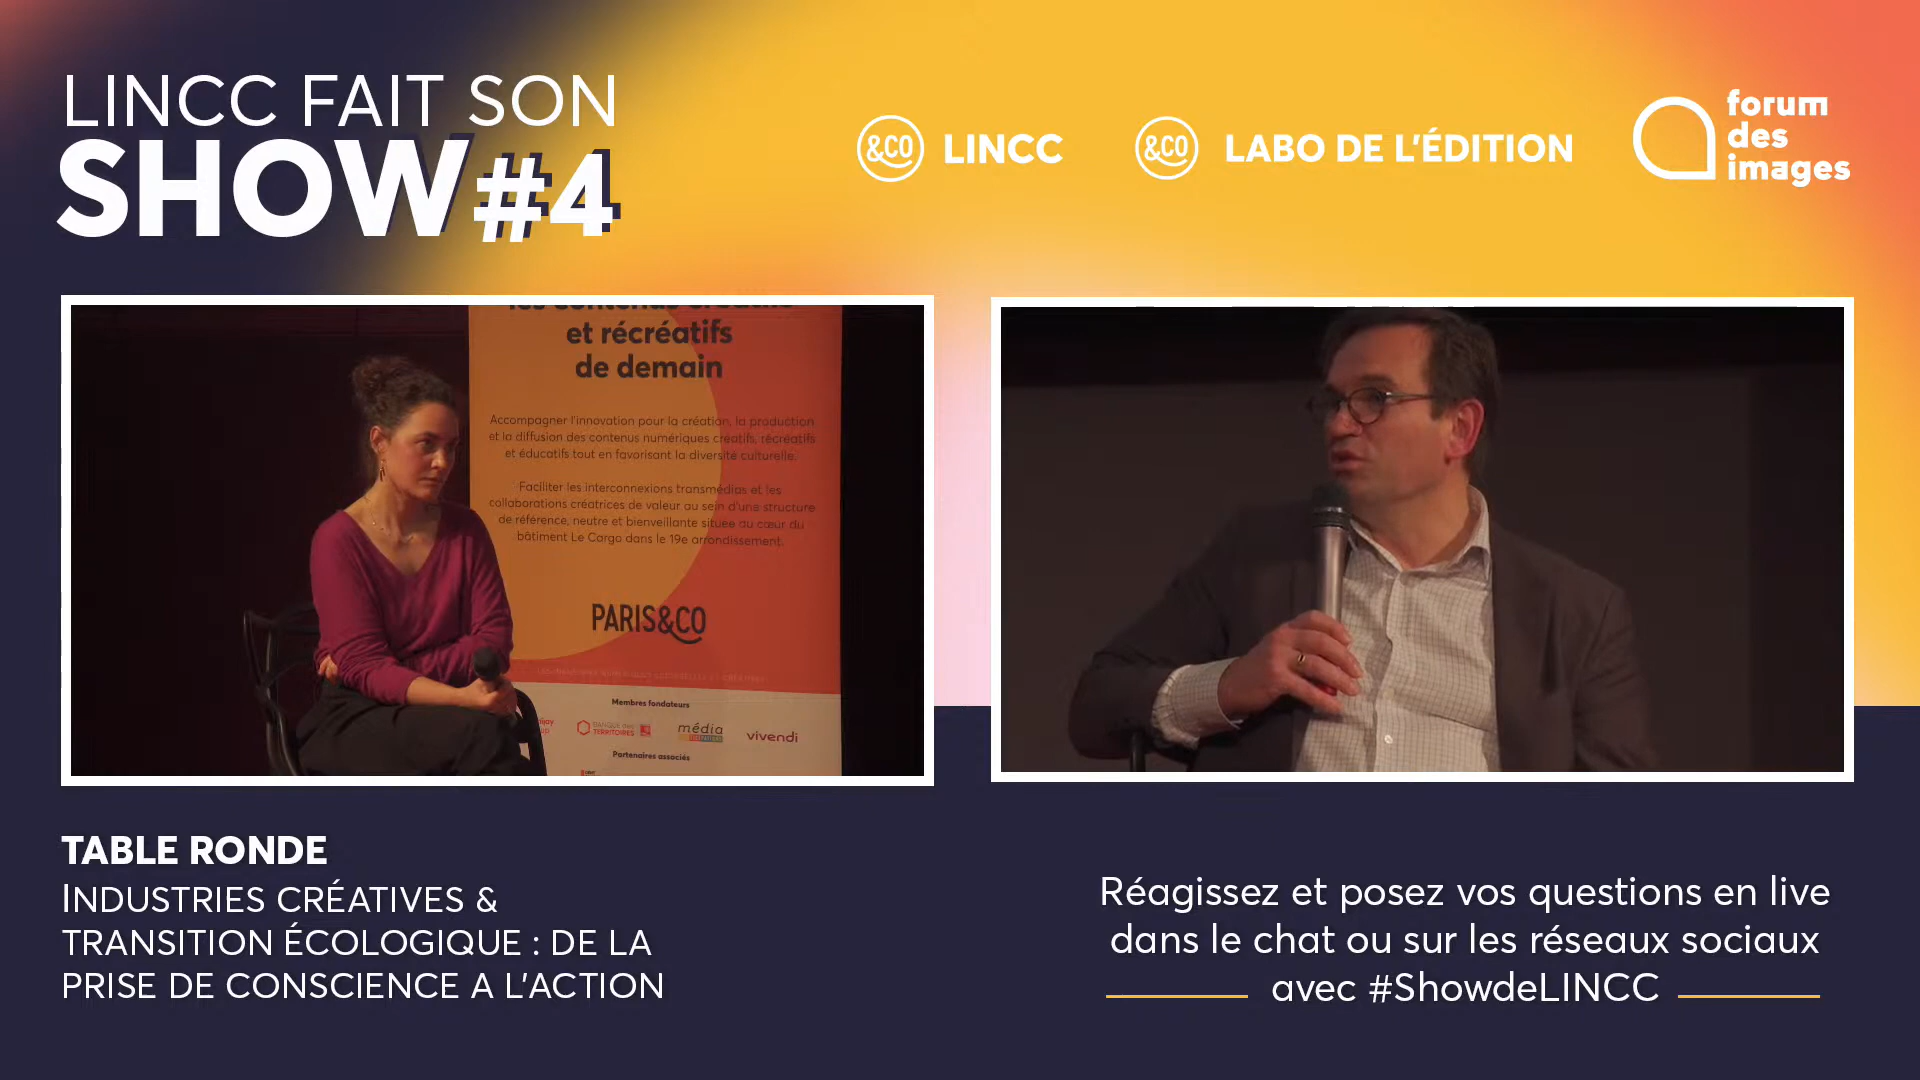 LINCC FAIT SON
SHOW #4
&CO LINCC
&CO LABO DE L'ÉDITION
forum
des
images
et récréatifs
de demain
Accompagner l'innovation pour la création, la production
et la diffusion des contenus numériques créatifs, récréatifs
et éducatifs tout en favorisant la diversité culturelle.
Faciliter les interconnexions transmédias et les
collaborations créatrices de valeur au sein d'une structure
de référence, neutre et bienveillante située au cœur du
bâtiment Le Cargo dans le 19e arrondissement.
PARIS&CO
Membres fondateurs
TERRITOIRES
média
vivendi
Partenaires associés
TABLE RONDE
INDUSTRIES CRÉATIVES &
TRANSITION ÉCOLOGIQUE : DE LA
PRISE DE CONSCIENCE A L'ACTION
Réagissez et posez vos questions en live
dans le chat ou sur les réseaux sociaux
avec #ShowdeLINCC